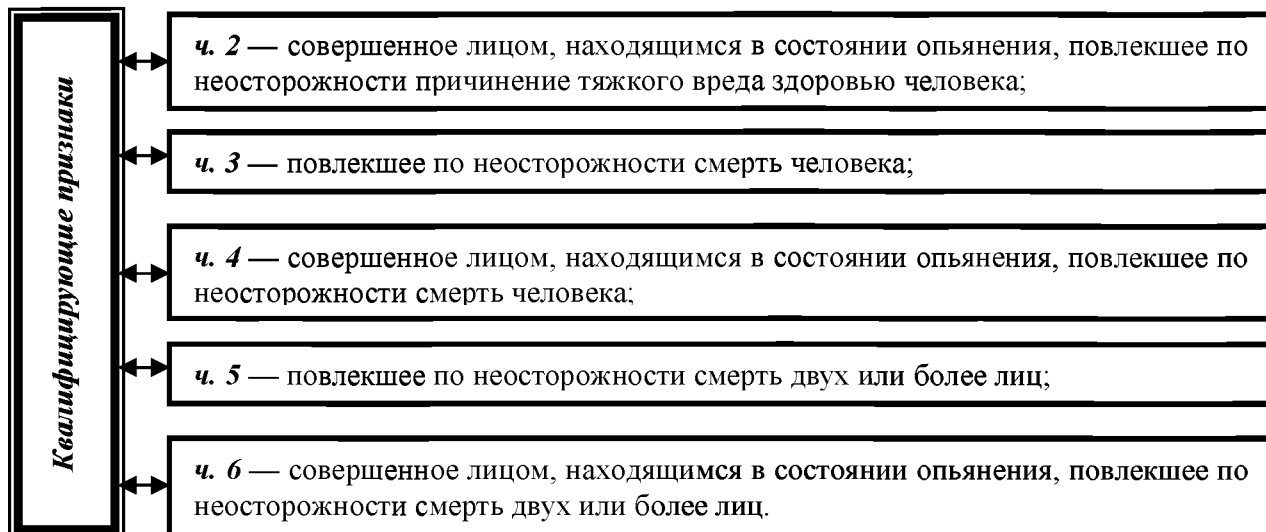 Квалифицирующие признаки
ч. 2 — совершенное лицом, находящимся в состоянии опьянения, повлекшее по
неосторожности причинение тяжкого вреда здоровью человека;
ч. 3 — повлекшее по неосторожности смерть человека;
ч. 4 — совершенное лицом, находящимся в состоянии опьянения, повлекшее по
неосторожности смерть человека;
ч. 5 — повлекшее по неосторожности смерть двух или более лиц;
ч. 6 — совершенное лицом, находящимся в состоянии опьянения, повлекшее по
неосторожности смерть двух или более лиц.